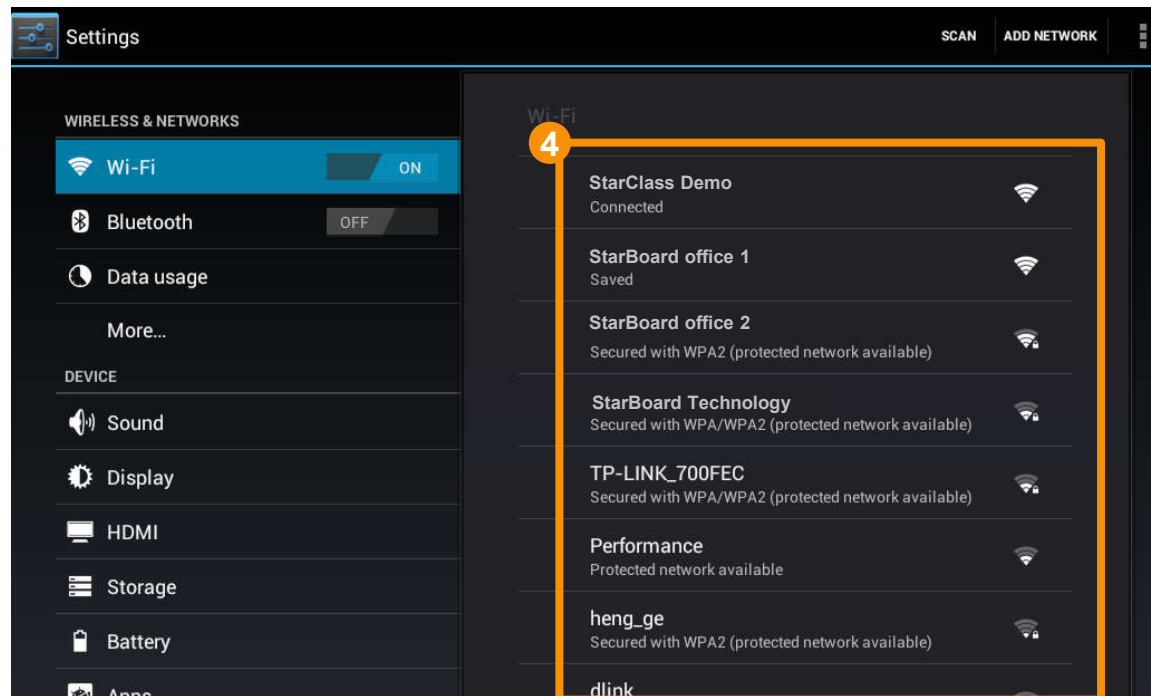 Settings
SCAN ADD NETWORK
WIRELESS & NETWORKS
Wi-Fi ON
Bluetooth OFF
Data usage
More...
DEVICE
Sound
Display
HDMI
Storage
Battery
Apps
Wi-Fi
4
StarClass Demo
Connected
StarBoard office 1
Saved
StarBoard office 2
Secured with WPA2 (protected network available)
StarBoard Technology
Secured with WPA/WPA2 (protected network available)
TP-LINK_700FEC
Secured with WPA/WPA2 (protected network available)
Performance
Protected network available
heng_ge
Secured with WPA2 (protected network available)
dlink